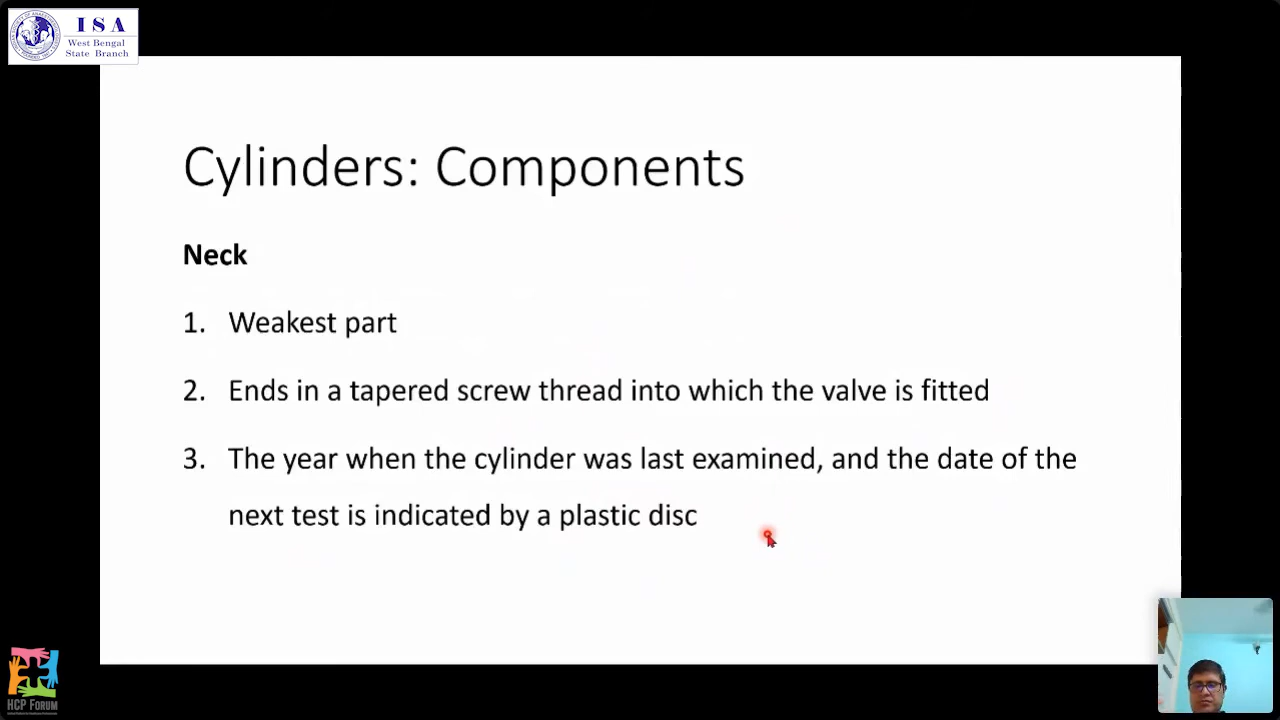 I S A
West Bengal
State Branch
Cylinders: Components
Neck
1. Weakest part
2. Ends in a tapered screw thread into which the valve is fitted
3. The year when the cylinder was last examined, and the date of the
next test is indicated by a plastic disc
HCP FORUM